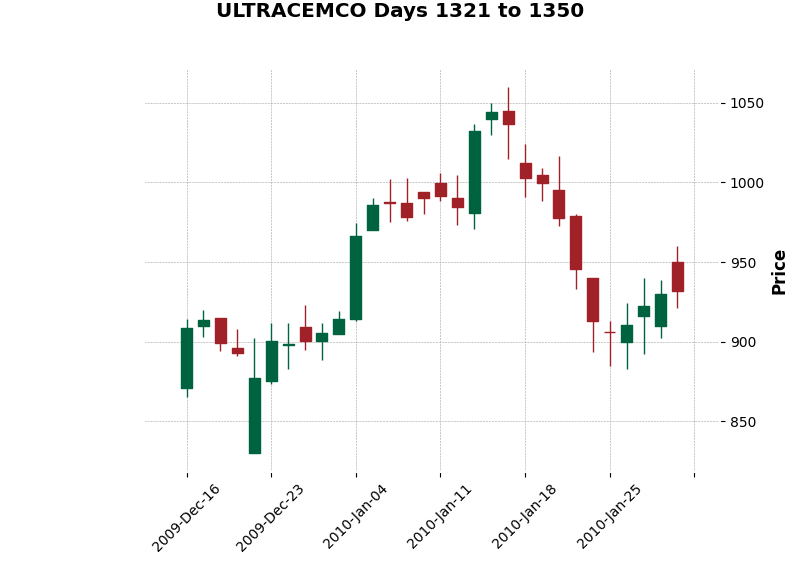 ULTRACEMCO Days 1321 to 1350
1050
1000
950
900
850
Price
2009-Dec-16
2009-Dec-23
2010-Jan-04
2010-Jan-11
2010-Jan-18
2010-Jan-25